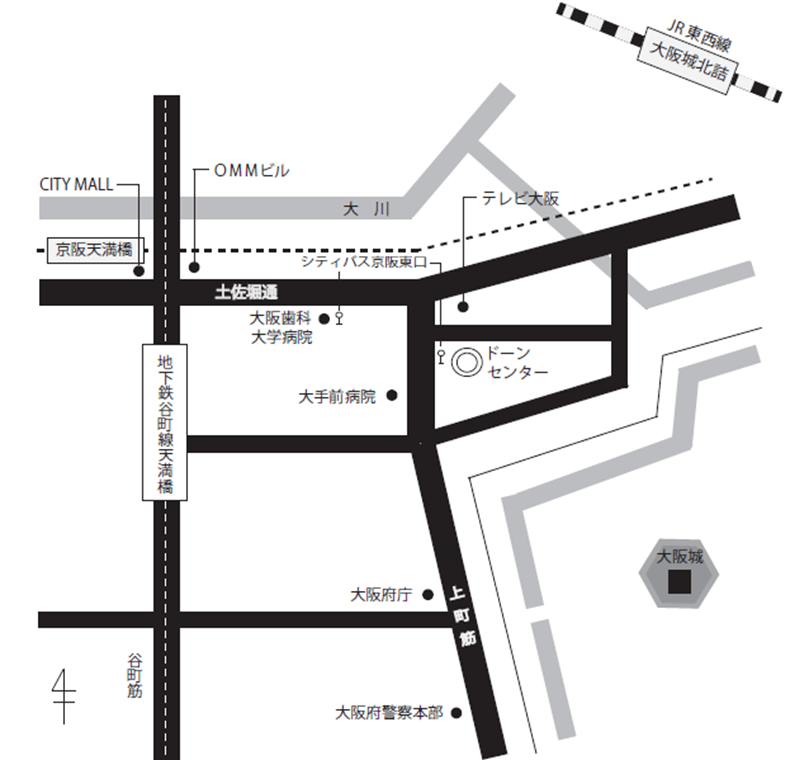 JR東西線
大阪城北詰
OMMビル
CITY MALL
テレビ大阪
大 川
京阪天満橋
シティバス京阪東口
土佐堀通
大阪歯科
大学病院
ドーン
センター
地下鉄谷町線天満橋
大手前病院
大阪城
大阪府庁
上町筋
谷町筋
大阪府警察本部